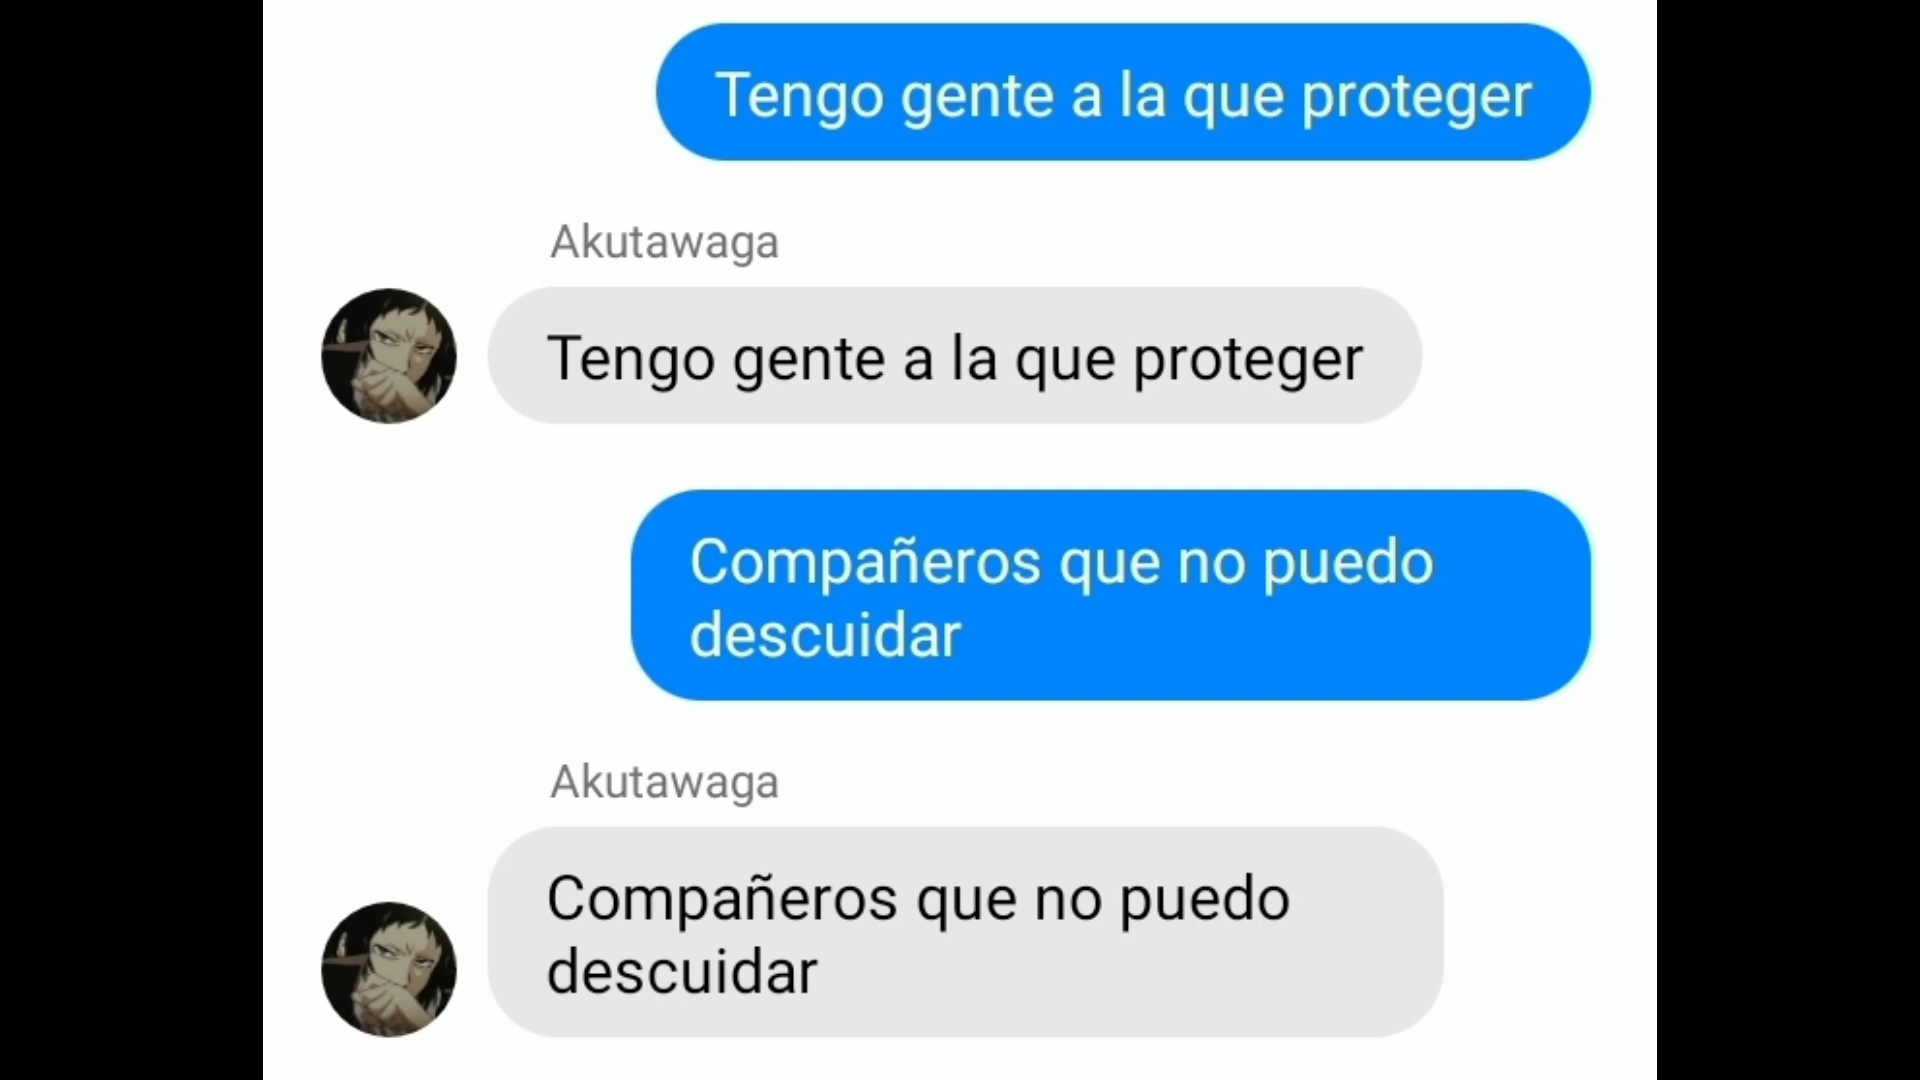 Tengo gente a la que proteger
Akutawaga
Tengo gente a la que proteger
Compañeros que no puedo
descuidar
Akutawaga
Compañeros que no puedo
descuidar